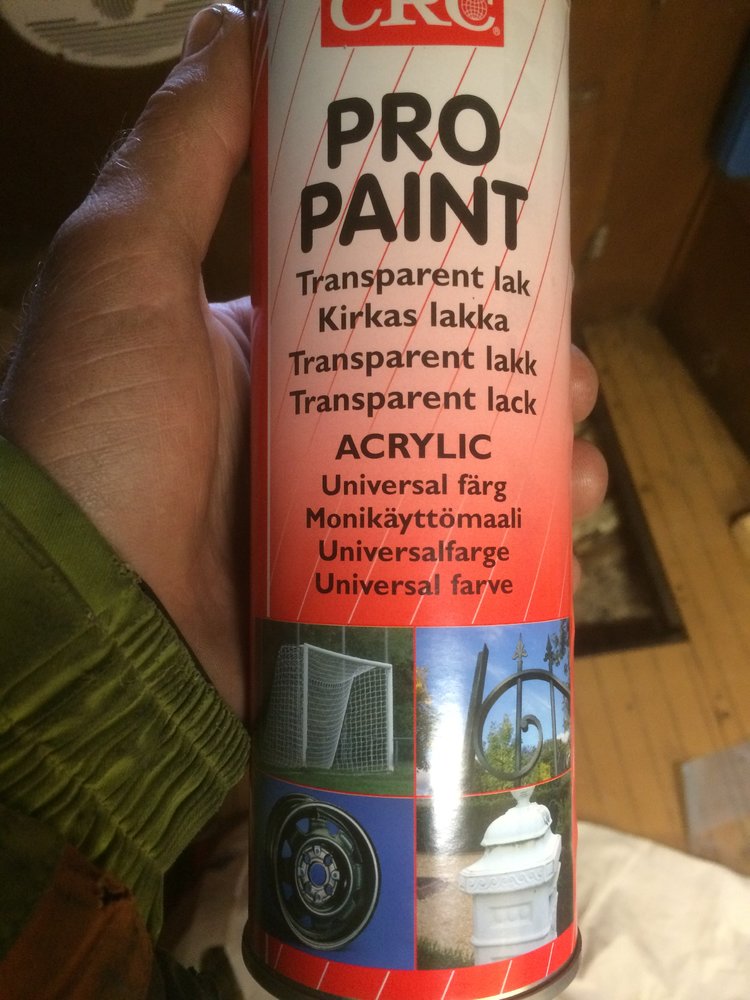 CRC
PRO
PAINT
Transparent lak
Kirkas lakka
Transparent lakk
Transparent lack
ACRYLIC
Universal färg
Monikäyttömaali
Universalfarge
Universal farve